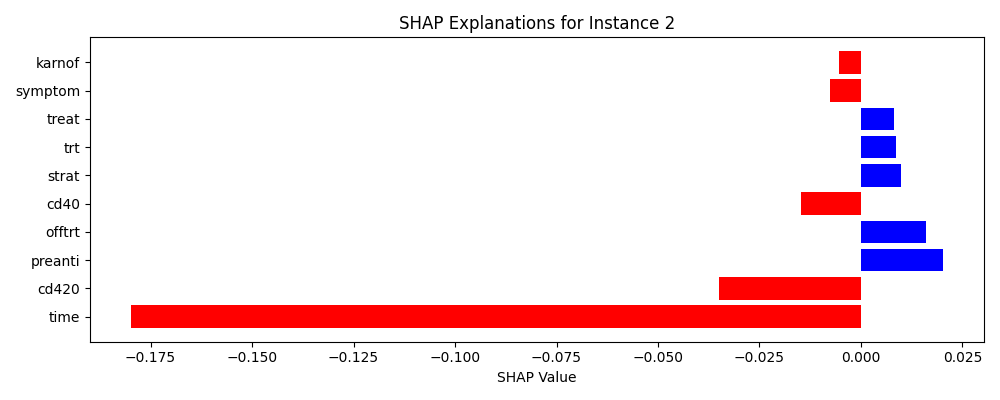 SHAP Explanations for Instance 2
karnof
symptom
treat
trt
strat
cd40
offtrt
preanti
cd420
time
−0.175 −0.150 −0.125 −0.100 −0.075 −0.050 −0.025 0.000 0.025
SHAP Value